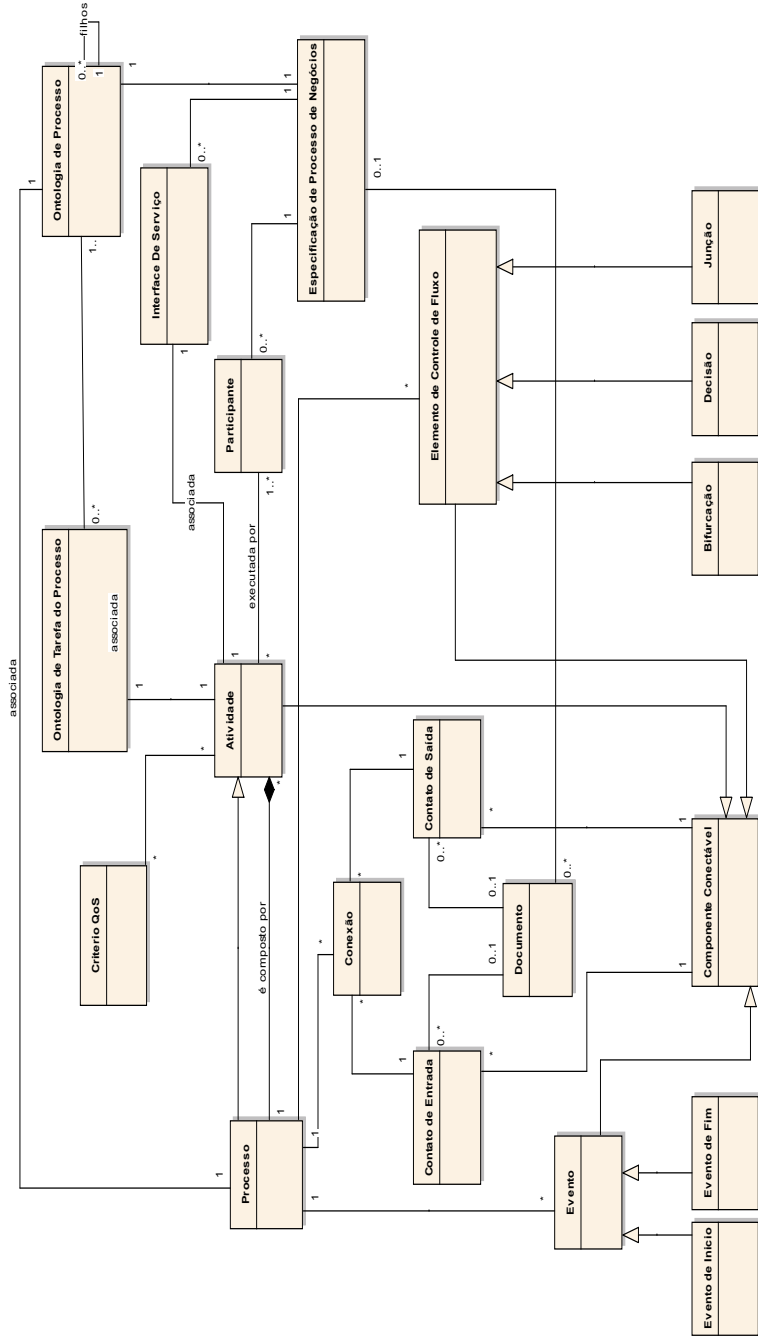 filhos
0..*
1
Ontologia de Processo
1
1
1..
associada
1
Interface De Serviço
0..*
1
1
Especificação de Processo de Negócios
1
0..1
Participante
0..*
1..*
associada
executada por
Elemento de Controle de Fluxo
*
Junção
Decisão
Bifurcação
Ontologia de Tarefa do Processo
0..*
associada
1
1
Atividade
1
*
*
*
Criterio QoS
*
é composto por
Conexão
*
*
*
Contato de Saída
1
*
0..*
Documento
0..1
0..1
0..*
Componente Conectável
1
1
Contato de Entrada
1
0..*
*
Processo
1
1
1
1
Evento
*
Evento de Fim
Evento de Inicio